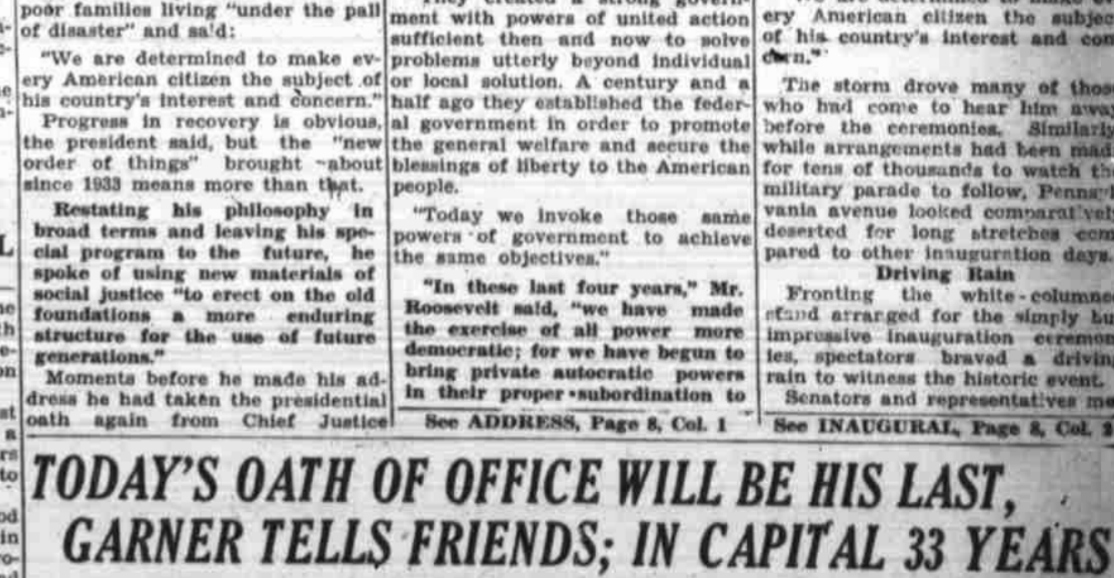 poor families living "under the pall
of disaster" and said:
"We are determined to make ev-
ery American citizen the subject of
his country's interest and concern."
Progress in recovery is obvious,
the president said, but the "new
order of things" brought about
since 1933 means more than that.
Restating his philosophy in
broad terms and leaving his spe-
cial program to the future, he
spoke of using new materials of
social justice "to erect on the old
foundations a more enduring
structure for the use of future
generations."
Moments before he made his ad-
dress he had taken the presidential
oath again from Chief Justice
ment with powers of united action
sufficient then and now to solve
problems utterly beyond individual
or local solution. A century and a
half ago they established the feder-
al government in order to promote
the general welfare and secure the
blessings of liberty to the American
people.
"Today we invoke those same
powers of government to achieve
the same objectives."
"In these last four years," Mr.
Roosevelt said, "we have made
the exercise of all power more
democratic; for we have begun to
bring private autocratic powers
in their proper subordination to
See ADDRESS, Page 8, Col. 1
ery American citizen the subjec
of his country's interest and con
cern."
The storm drove many of thos
who had come to hear him awa
before the ceremonies. Similarl
while arrangements had been mad
for tens of thousands to watch th
military parade to follow, Pennsyl
vania avenue looked comparatively
deserted for long stretches com
pared to other inauguration days.
Driving Rain
Fronting the white-columne
stand arranged for the simply bu
impressive inauguration ceremon
ies, spectators braved a drivin
rain to witness the historic event.
Senators and representatives me
See INAUGURAL, Page 8, Col.
TODAY'S OATH OF OFFICE WILL BE HIS LAST,
GARNER TELLS FRIENDS; IN CAPITAL 33 YEARS